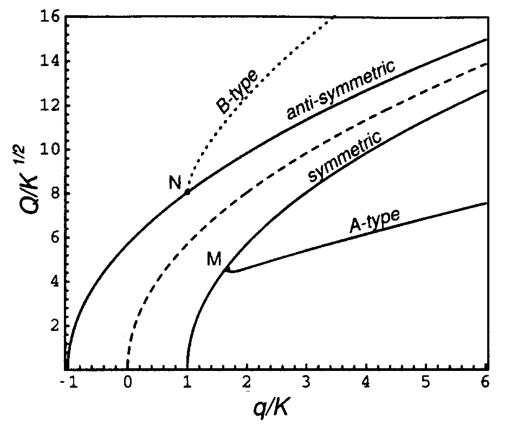 16
14
12
10
8
6
4
2
Q/K 1/2
B-type
anti-symmetric
symmetric
A-type
N
M
-1 0 1 2 3 4 5 6
q/K